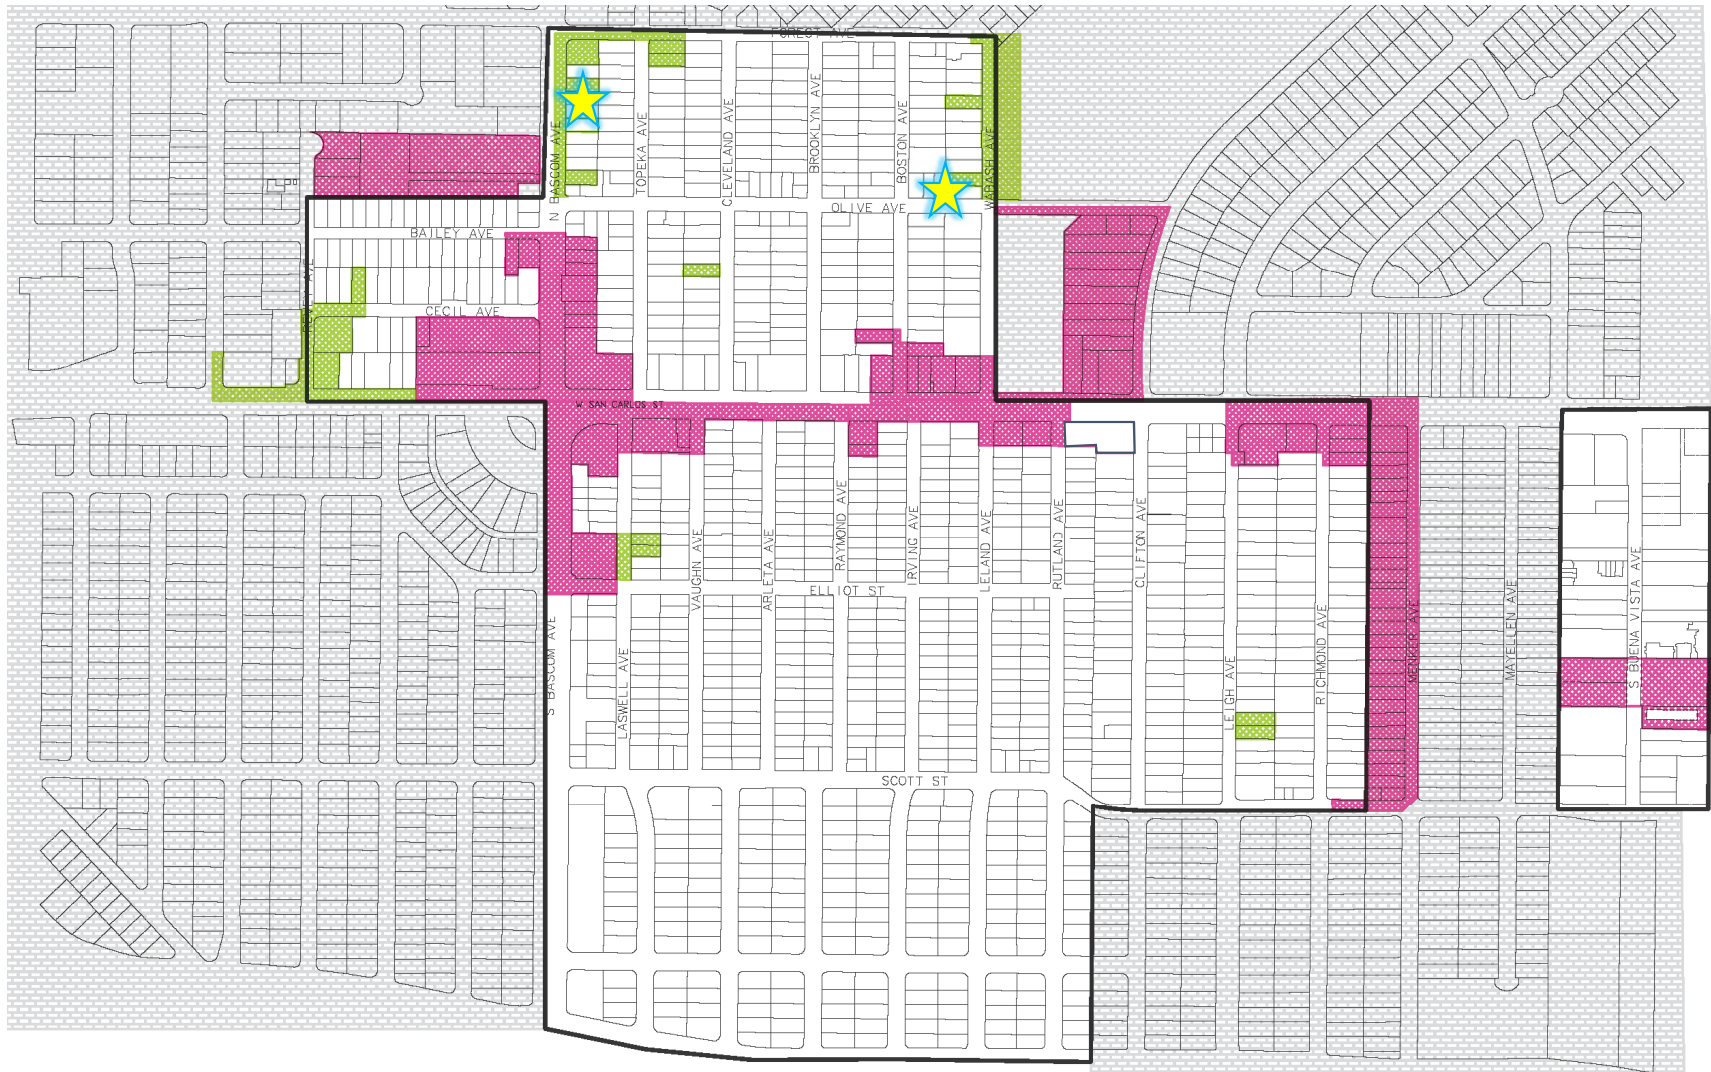 FOREST AVE
N BASCOM AVE
TOPEKA AVE
CLEVELAND AVE
BROOKLYN AVE
BOSTON AVE
WABASH AVE
OLIVE AVE
BAILEY AVE
CECIL AVE
W SAN CARLOS ST
S BASCOM AVE
LASWELL AVE
VAUGHN AVE
ARLETA AVE
RAYMOND AVE
IRVING AVE
LELAND AVE
RUTLAND AVE
CLIFTON AVE
LEIGH AVE
RICHMOND AVE
MENKER AVE
MAYELLEN AVE
S BUENA VISTA AVE
ELLIOT ST
SCOTT ST